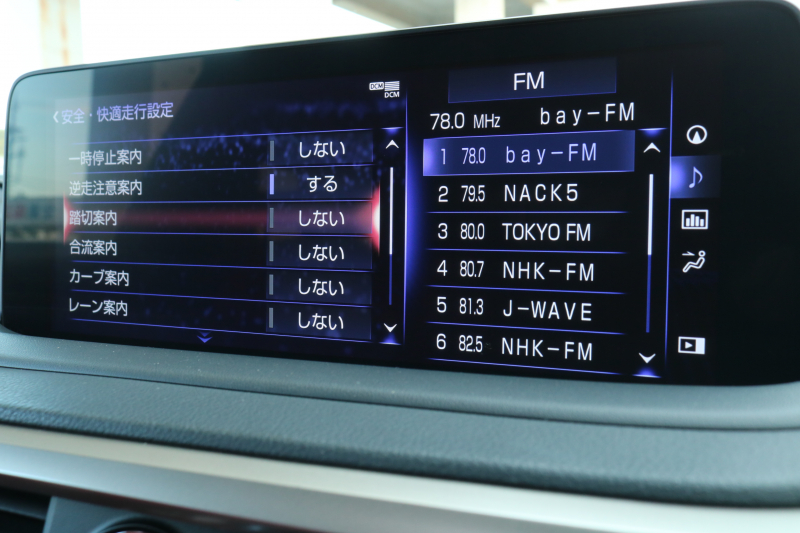 DCM
DCM
安全・快適走行設定
一時停止案内 しない
逆走注意案内 する
踏切案内 しない
合流案内 しない
カーブ案内 しない
レーン案内 しない
FM
78.0 MHz bay-FM
1 78.0 bay-FM
2 79.5 NACK5
3 80.0 TOKYO FM
4 80.7 NHK-FM
5 81.3 J-WAVE
6 82.5 NHK-FM